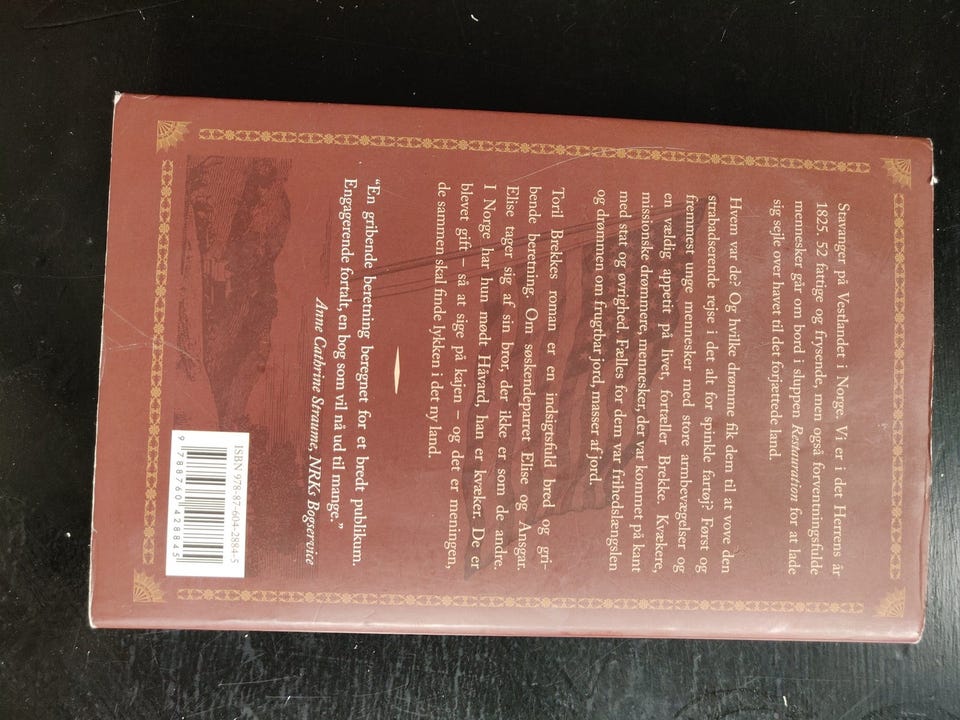 Stavanger på Vestlandet i Norge. Vi er i det Herrens år
1825. 52 fattige og frysende, men også forventningsfulde
mennesker går om bord i sluppen Restauration for at lade
sig sejle over havet til det forjættede land.
Hvem var de? Og hvilke drømme fik dem til at vove den
strabadserende rejse i det alt for spinkle fartøj? Først og
fremmest unge mennesker med store armbevægelser og
en vældig appetit på livet, fortæller Brekke. Kvækere,
missionske drømmere, mennesker, der var kommet på kant
med stat og øvrighed. Fælles for dem var frihedslængslen
og drømmen om frugtbar jord, masser af jord.
Toril Brekkes roman er en indsigtsfuld bred og gri-
bende beretning. Om søskendeparret Elise og Ansgar.
Elise tager sig af sin bror, der ikke er som de andre.
I Norge har hun mødt Håvard, han er kvæker. De er
blevet gift – så at sige på kajen – og det er meningen,
de sammen skal finde lykken i det ny land.
“En gribende beretning beregnet for et bredt publikum.
Engagerende fortalt, en bog som vil nå ud til mange.”
Anne Cathrine Straume, NRKs Bogservice
ISBN 978-87-604-2884-5
9 788760 428845